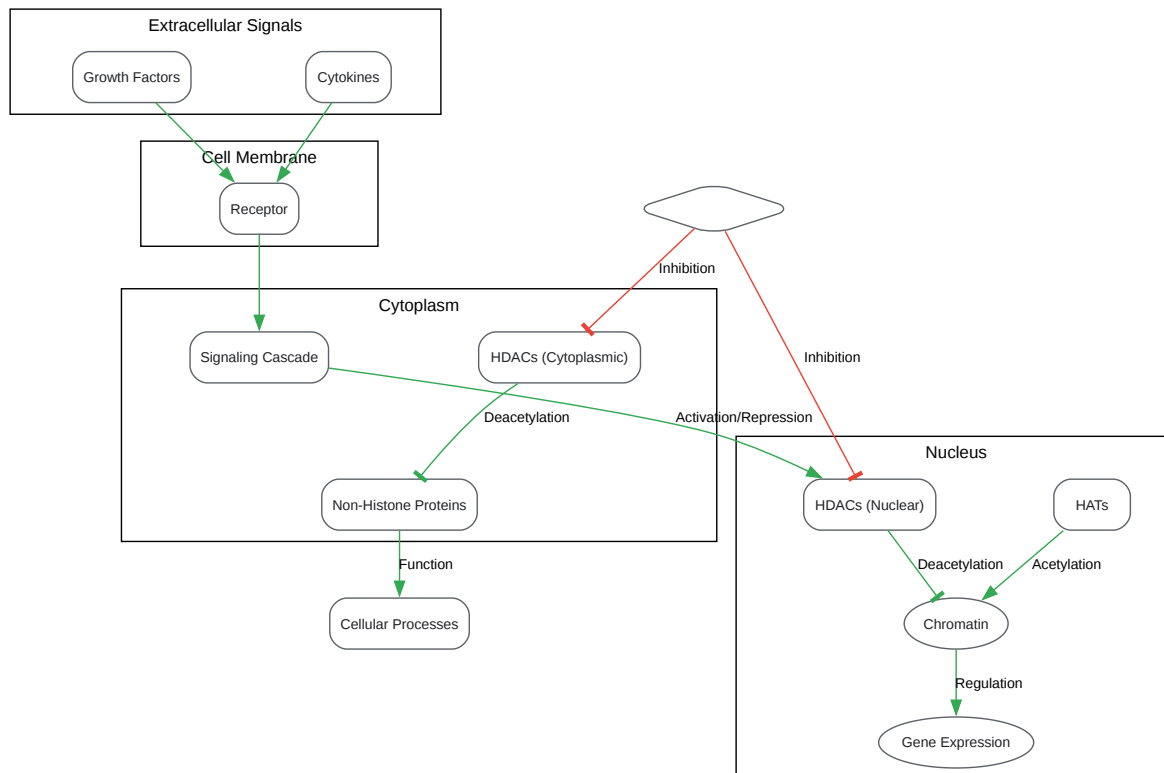 Extracellular Signals
Growth Factors
Cytokines
Cell Membrane
Receptor
Inhibition
Cytoplasm
Signaling Cascade
HDACs (Cytoplasmic)
Inhibition
Deacetylation
Activation/Repression
Nucleus
Non-Histone Proteins
HDACs (Nuclear)
HATs
Function
Deacetylation
Acetylation
Cellular Processes
Chromatin
Regulation
Gene Expression